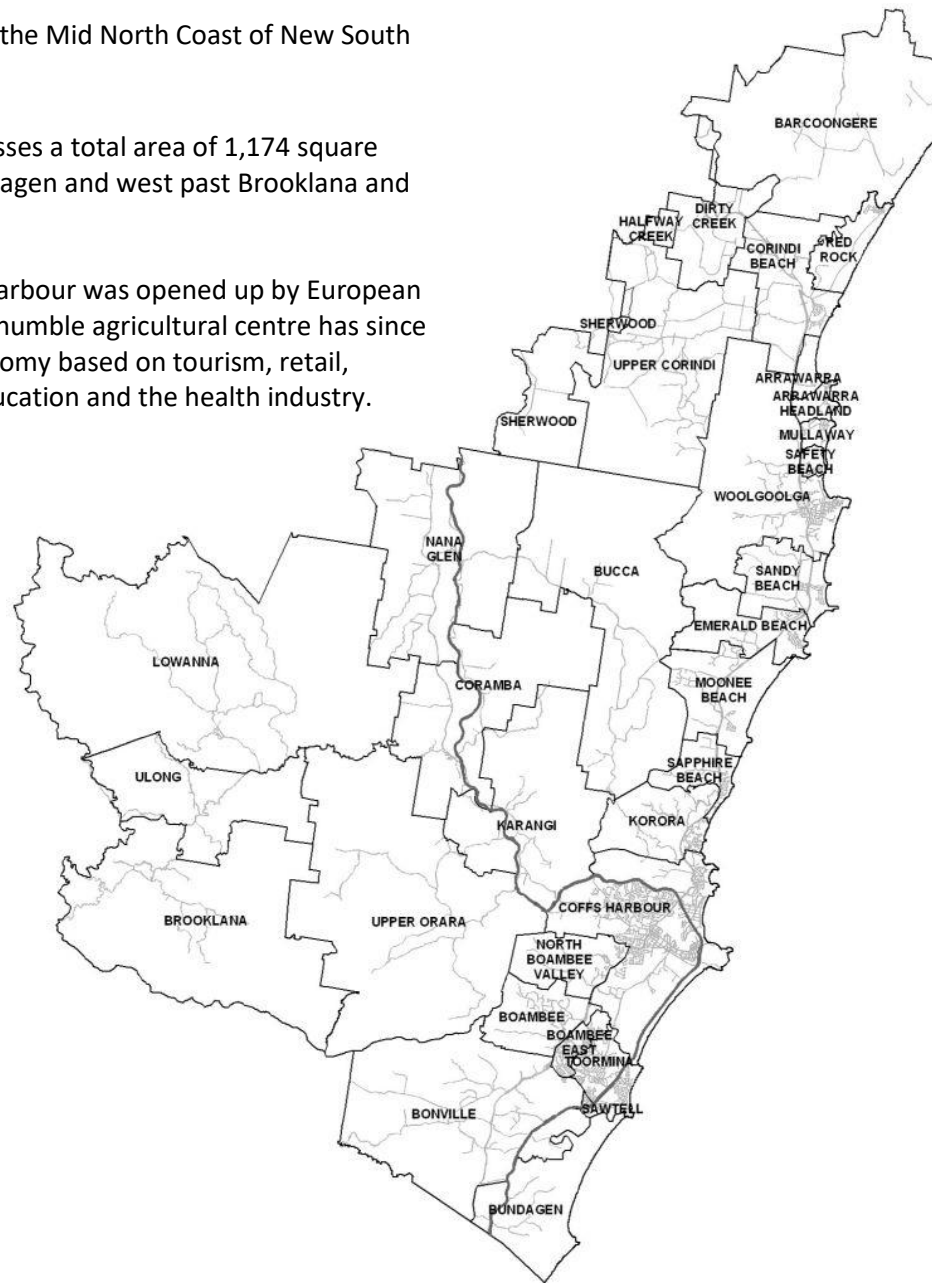 the Mid North Coast of New South
sses a total area of 1,174 square
agen and west past Brooklana and
arbour was opened up by European
humble agricultural centre has since
nomy based on tourism, retail,
ucation and the health industry.
BARCOONGERE
DIRTY
CREEK
HALFWAY
CREEK
RED
ROCK
CORINDI
BEACH
SHERWOOD
UPPER CORINDI
ARRAWARRA
ARRAWARRA
HEADLAND
SHERWOOD
MULLAWAY
SAFETY
BEACH
WOOLGOOLGA
NANA
GLEN
BUCCA
SANDY
BEACH
EMERALD BEACH
LOWANNA
CORAMBA
MOONEE
BEACH
SAPPHIRE
BEACH
ULONG
KARANGI
KORORA
COFFS HARBOUR
BROOKLANA
UPPER ORARA
NORTH
BOAMBEE
VALLEY
BOAMBEE
BOAMBEE
EAST
TOORMINA
SAWTELL
BONVILLE
BUNDAGEN